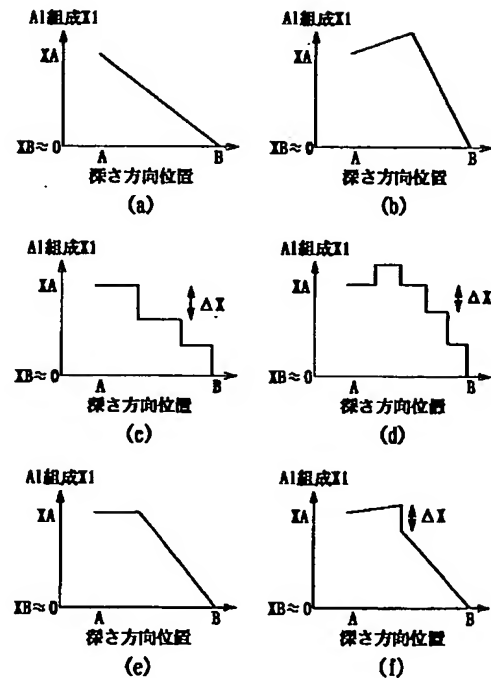 Al組成X1
XA
XB≈0
A
B
深さ方向位置
(a)
Al組成X1
XA
XB≈0
A
B
深さ方向位置
(b)
Al組成X1
XA
ΔX
XB≈0
A
B
深さ方向位置
(c)
Al組成X1
XA
ΔX
XB≈0
A
B
深さ方向位置
(d)
Al組成X1
XA
XB≈0
A
B
深さ方向位置
(e)
Al組成X1
XA
ΔX
XB≈0
A
B
深さ方向位置
(f)